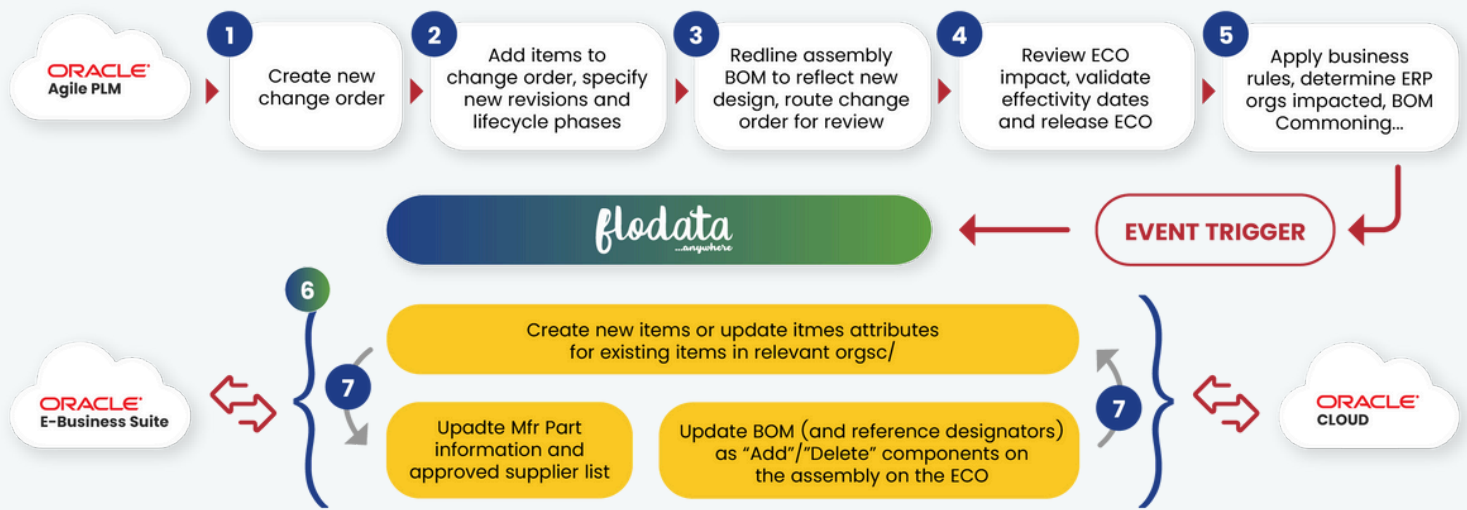 ORACLE
Agile PLM
1
Create new
change order
2
Add items to
change order, specify
new revisions and
lifecycle phases
3
Redline assembly
BOM to reflect new
design, route change
order for review
4
Review ECO
impact, validate
effectivity dates
and release ECO
5
Apply business
rules, determine ERP
orgs impacted, BOM
Commoning...
flodata
...anywhere
EVENT TRIGGER
6
Create new items or update itmes attributes
for existing items in relevant orgsc/
ORACLE
E-Business Suite
7
Upadte Mfr Part
information and
approved supplier list
Update BOM (and reference designators)
as “Add”/”Delete” components on
the assembly on the ECO
7
ORACLE
CLOUD